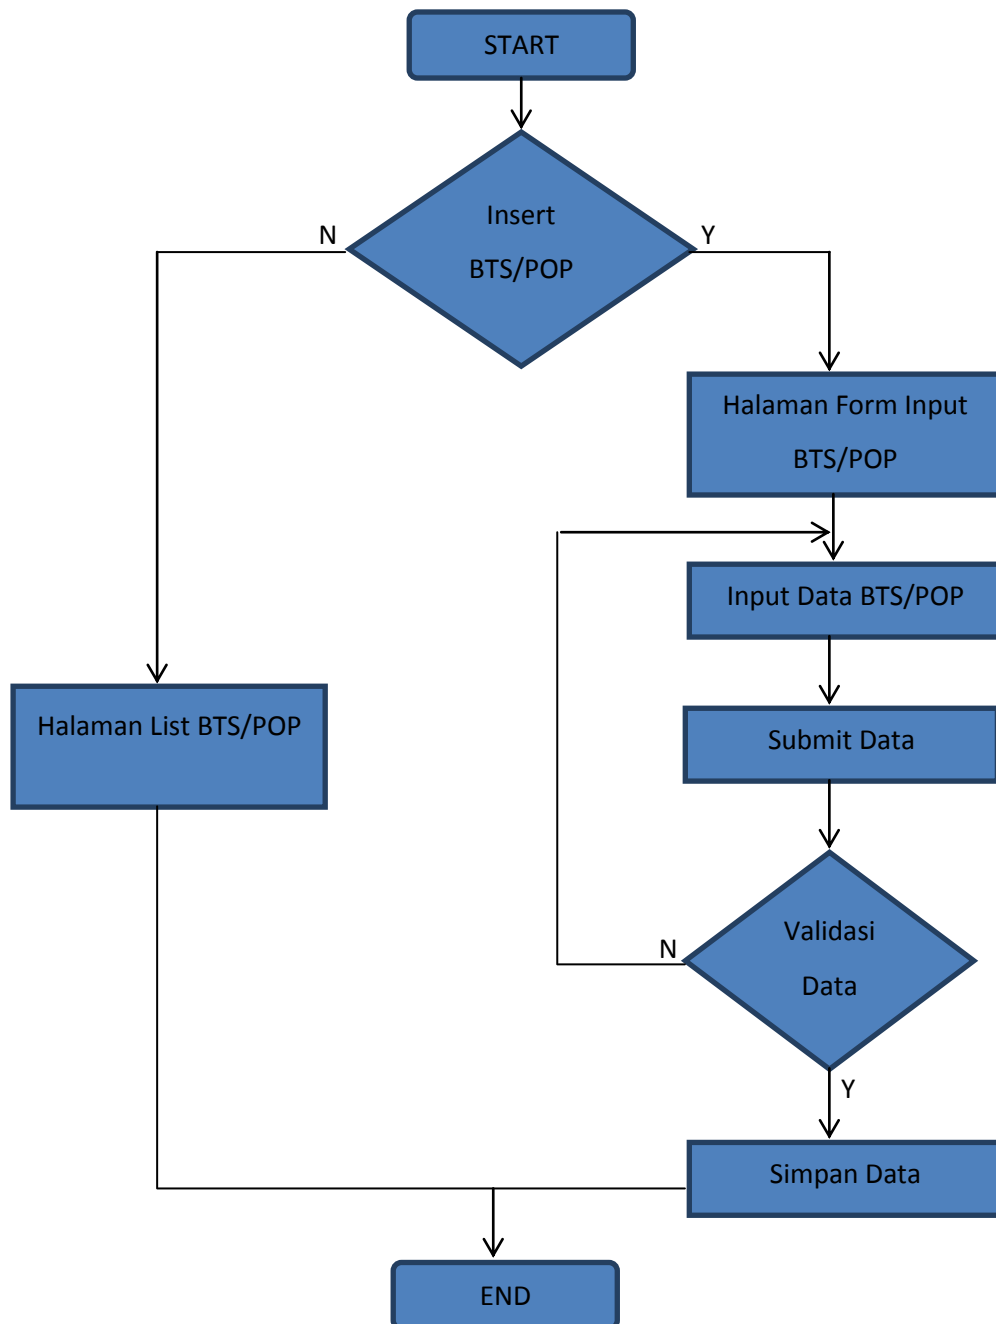 START
Insert
BTS/POP
N
Y
Halaman Form Input
BTS/POP
Input Data BTS/POP
Halaman List BTS/POP
Submit Data
Validasi
Data
N
Y
Simpan Data
END